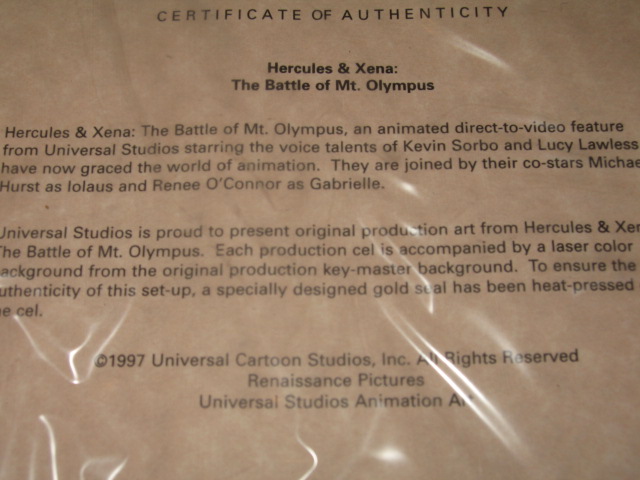 CERTIFICATE OF AUTHENTICITY
Hercules & Xena:
The Battle of Mt. Olympus
Hercules & Xena: The Battle of Mt. Olympus, an animated direct-to-video feature
from Universal Studios starring the voice talents of Kevin Sorbo and Lucy Lawless
have now graced the world of animation. They are joined by their co-stars Michae
Hurst as Iolaus and Renee O'Connor as Gabrielle.
Universal Studios is proud to present original production art from Hercules & Xen
The Battle of Mt. Olympus. Each production cel is accompanied by a laser color
ackground from the original production key-master background. To ensure the
uthenticity of this set-up, a specially designed gold seal has been heat-pressed
e cel.
©1997 Universal Cartoon Studios, Inc. All Rights Reserved
Renaissance Pictures
Universal Studios Animation Art